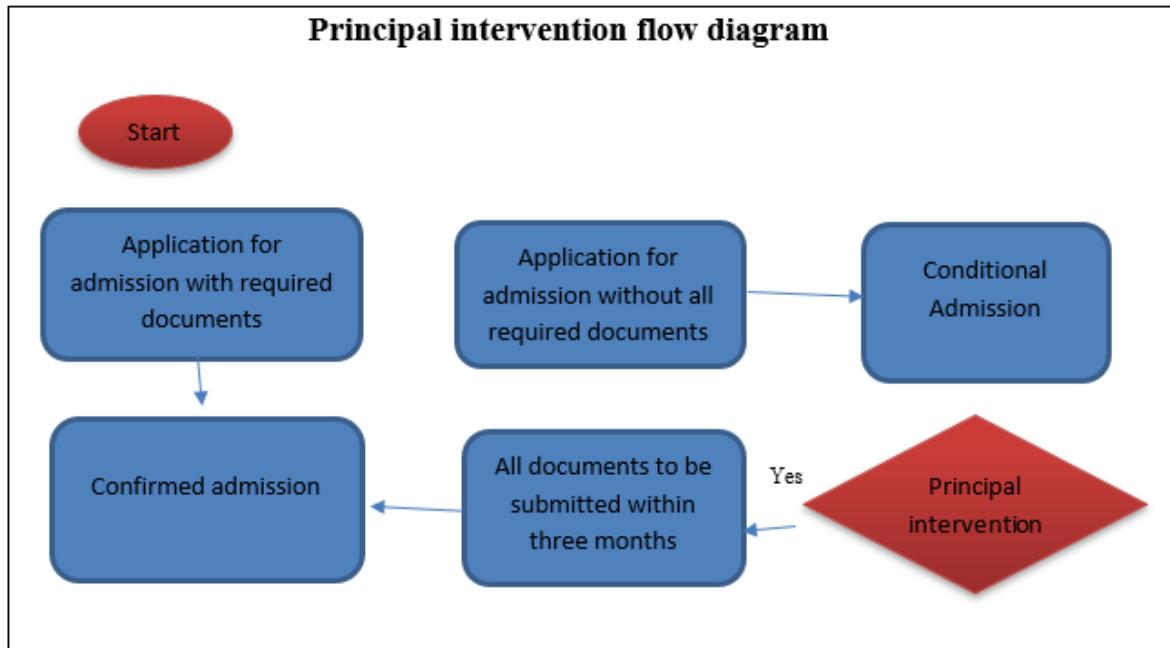 Principal intervention flow diagram
Start
Application for
admission with required
documents
Application for
admission without all
required documents
Conditional
Admission
Confirmed admission
All documents to be
submitted within
three months
Yes
Principal
intervention